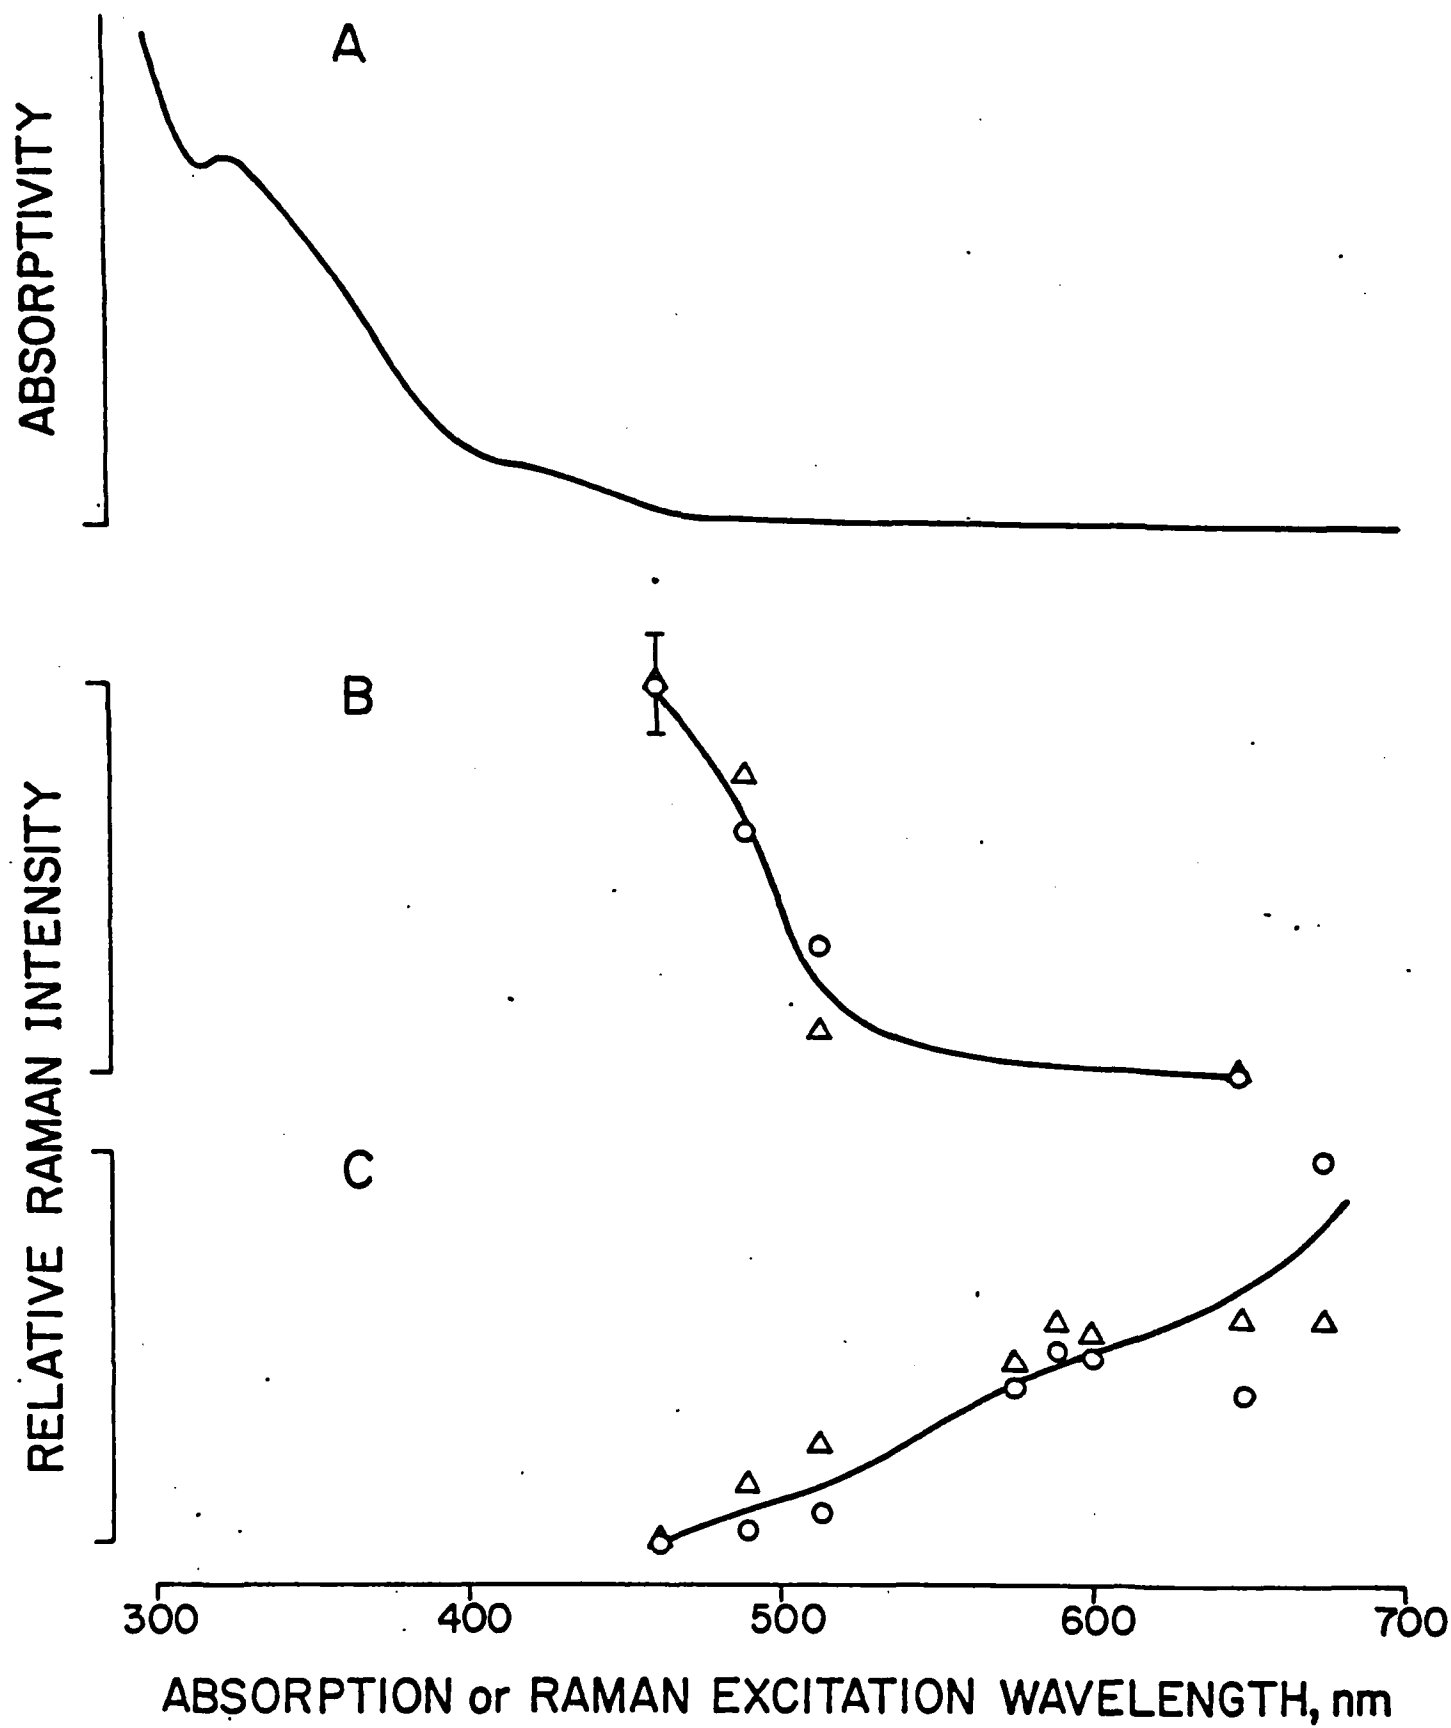 A
ABSORPTIVITY
B
RELATIVE RAMAN INTENSITY
C
300 400 500 600 700
ABSORPTION or RAMAN EXCITATION WAVELENGTH, nm